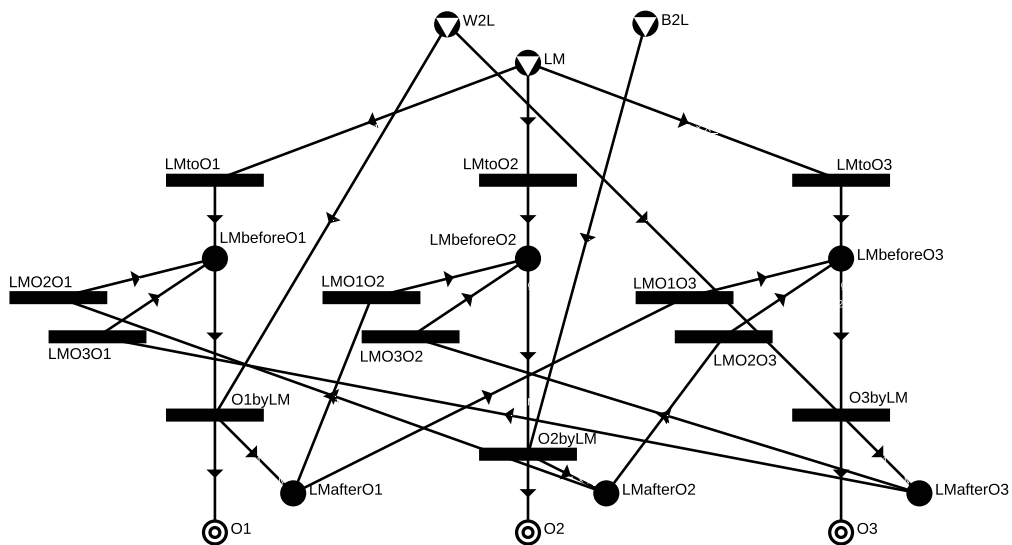 W2L
B2L
LM
LMtoO1
LMtoO2
LMtoO3
LMbeforeO1
LMbeforeO2
LMbeforeO3
LMO2O1
LMO1O2
LMO1O3
LMO3O1
LMO3O2
LMO2O3
O1byLM
O3byLM
O2byLM
LMafterO1
LMafterO2
LMafterO3
O1
O2
O3